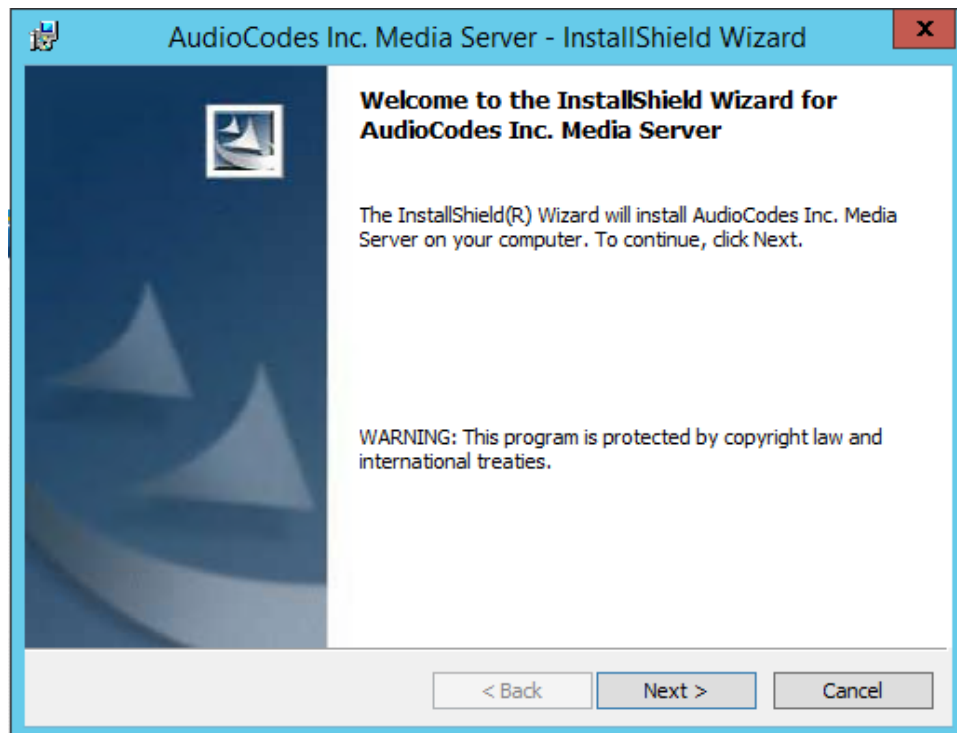 AudioCodes Inc. Media Server - InstallShield Wizard
x
Welcome to the InstallShield Wizard for
AudioCodes Inc. Media Server
The InstallShield(R) Wizard will install AudioCodes Inc. Media
Server on your computer. To continue, click Next.
WARNING: This program is protected by copyright law and
international treaties.
< Back
Next >
Cancel